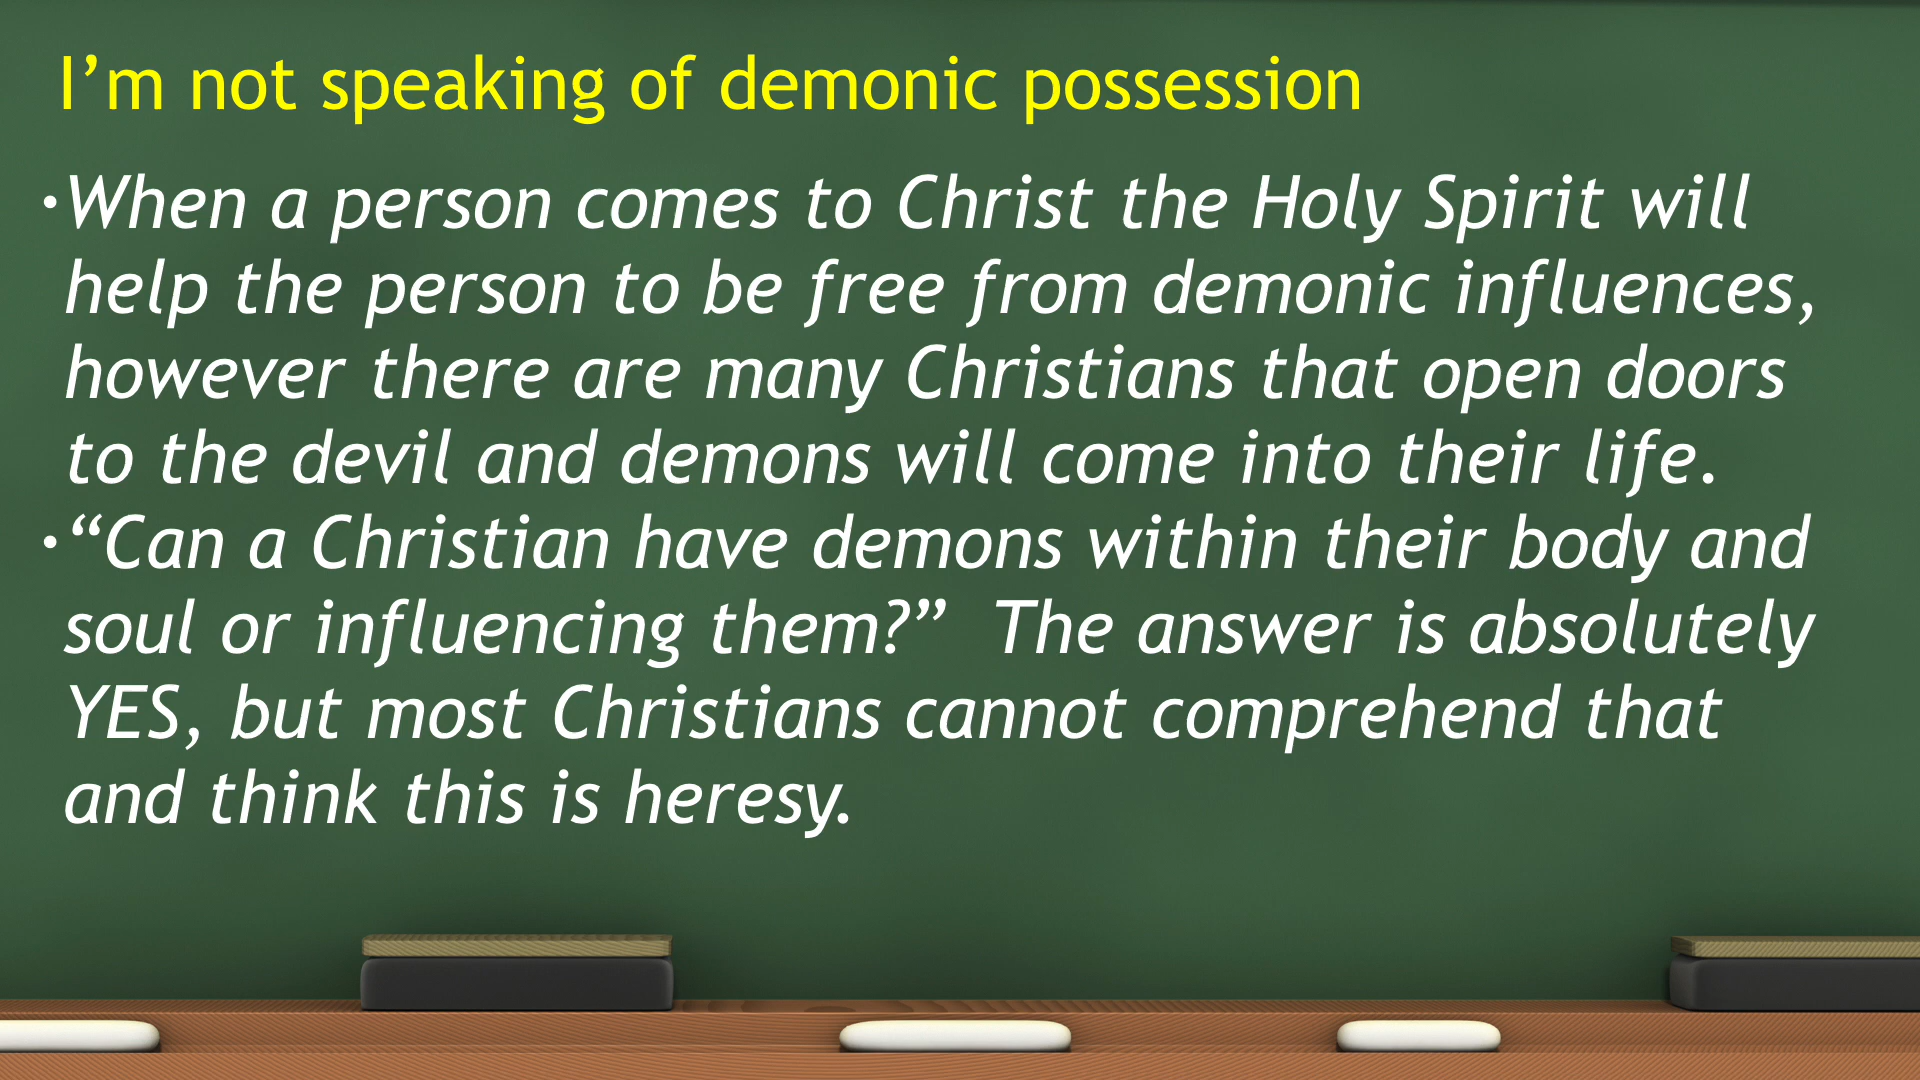 I’m not speaking of demonic possession
•When a person comes to Christ the Holy Spirit will
help the person to be free from demonic influences,
however there are many Christians that open doors
to the devil and demons will come into their life.
•“Can a Christian have demons within their body and
soul or influencing them?”  The answer is absolutely
YES, but most Christians cannot comprehend that
and think this is heresy.